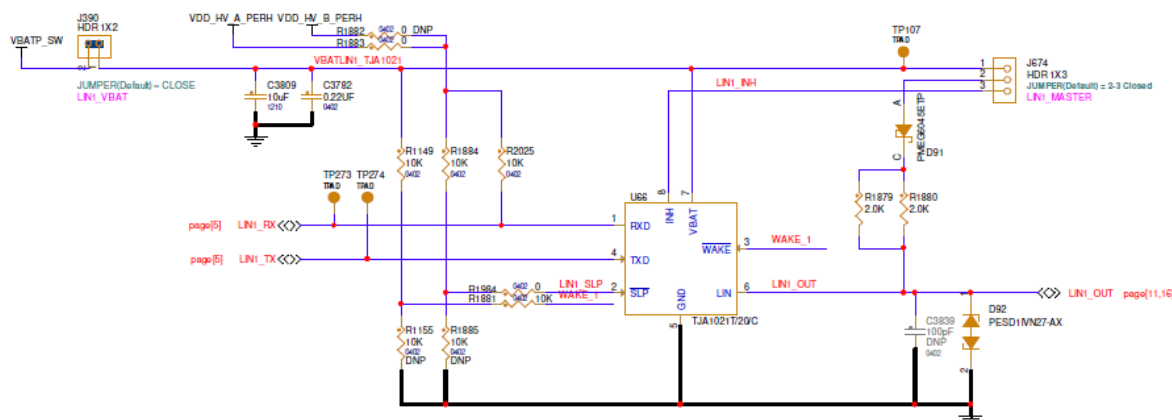 J390
HDR 1X2
VDD_HV_A_PERH VDD_HV_B_PERH
VBATP_SW
R1882 0402 0 DNP
R1883 0402 0
VBATLIN1_TJA1021
TP107
TPAD
JUMPER(Default) = CLOSE
LIN1_VBAT
C3809
10uF
1210
C3782
0.22UF
0402
LIN1_INH
1
2
3
J674
HDR 1X3
JUMPER(Default) = 2-3 Closed
LIN1_MASTER
A
PMEG6045ETP
D91
C
R1149
10K
0402
R1884
10K
0402
R2025
10K
0402
TP273
TPAD
TP274
TPAD
R1879
2.0K
R1880
2.0K
U66
8
7
INH
VBAT
page[5] LIN1_RX
1 RXD
WAKE 3 WAKE_1
page[5] LIN1_TX
4 TXD
R1984 0402 0 LIN1_SLP 2 SLP
R1881 0402 10K WAKE_1
GND
5
LIN 6 LIN1_OUT
LIN1_OUT page[11,16]
TJA1021T/20/C
R1155
10K
0402
DNP
R1885
10K
0402
DNP
C3839
100pF
DNP
0402
1
D92
PESD1IVN27-AX
2